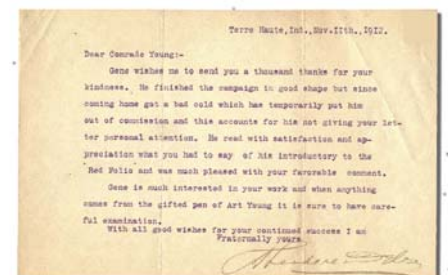 Terre Haute, Ind., Nov. 11th., 1912.
Dear Comrade Young:-
Gene wishes me to send you a thousand thanks for your
kindness. He finished the campaign in good shape but since
coming home got a bad cold which has temporarily put him
out of commission and this accounts for his not giving your let-
ter personal attention. He read with satisfaction and ap-
preciation what you had to say of his introductory to the
Red Folio and was much pleased with your favorable comment.
Gene is much interested in your work and when anything
comes from the gifted pen of Art Young it is sure to have care-
ful examination.
With all good wishes for your continued success I am
Fraternally yours
Theodore Debs